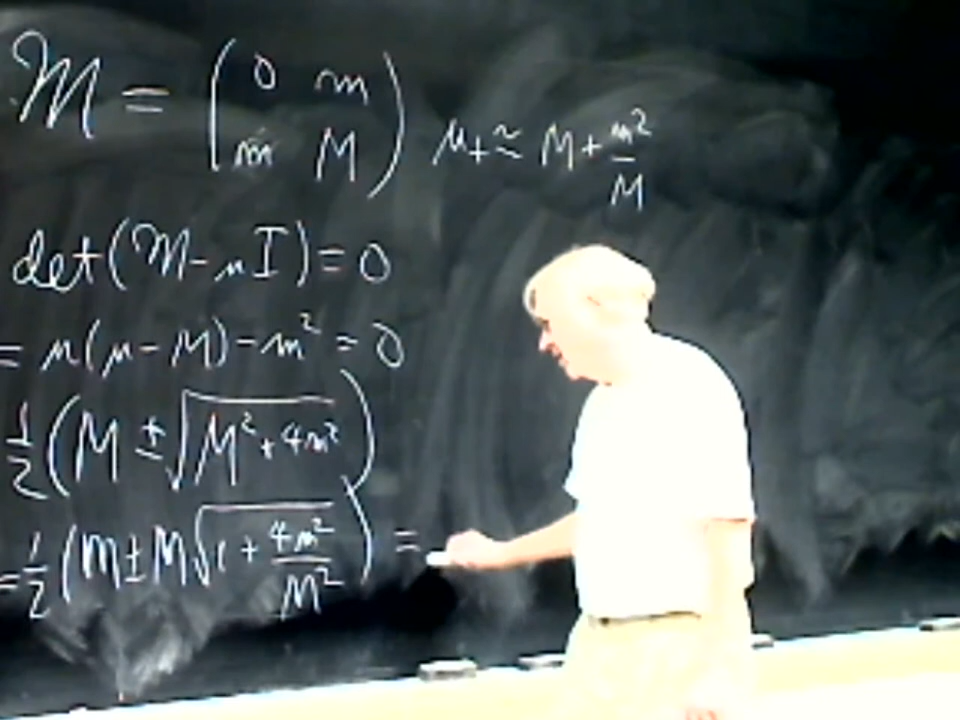 ℳ = ( 0 m
m M ) μ₊ ≃ M + m²/M
det(ℳ - μI) = 0
= μ(μ - M) - m² = 0
1/2 (M ± √(M² + 4m²))
= 1/2 (M ± M√(1 + 4m²/M²)) =